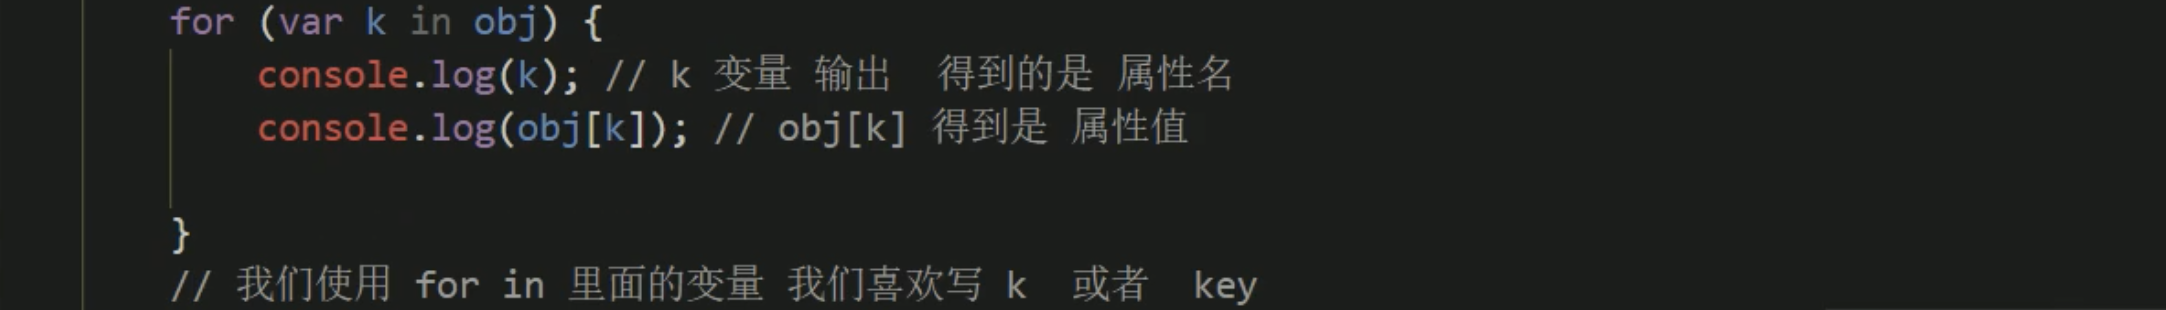 for (var k in obj) {
console.log(k); // k 变量 输出 得到的是 属性名
console.log(obj[k]); // obj[k] 得到是 属性值
}
// 我们使用 for in 里面的变量 我们喜欢写 k 或者 key